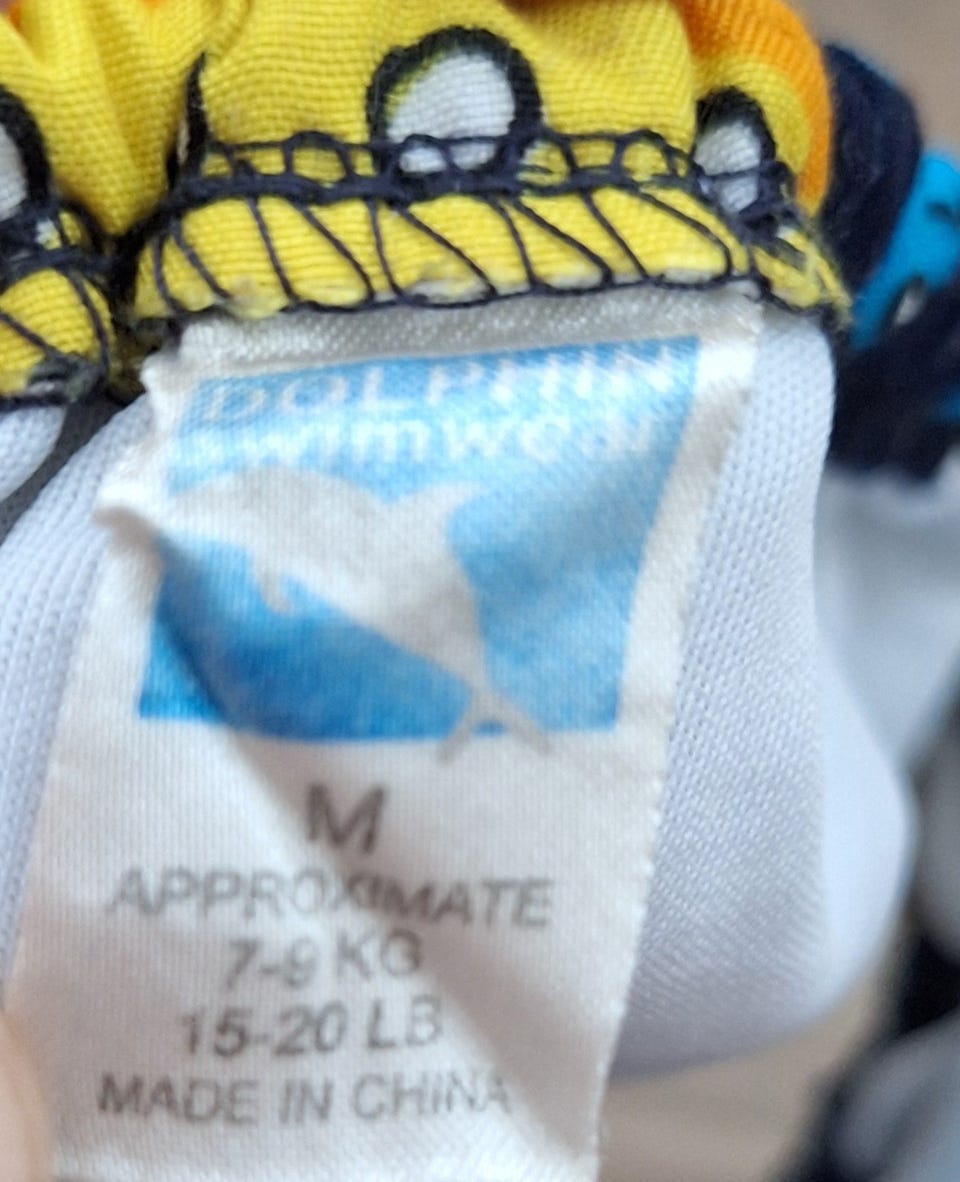 DOLPHIN
swimwear
M
APPROXIMATE
7-9 KG
15-20 LB
MADE IN CHINA